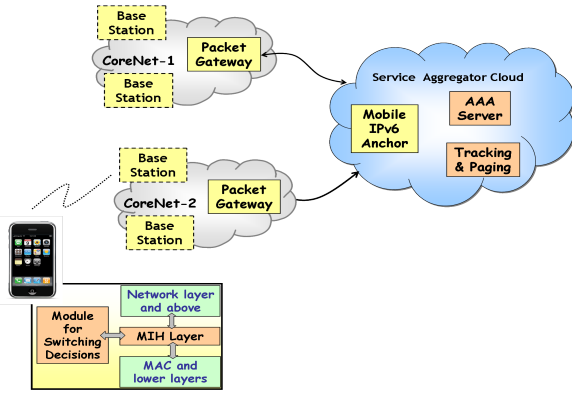 Base
Station
CoreNet-1
Packet
Gateway
Base
Station
Service Aggregator Cloud
AAA
Server
Mobile
IPv6
Anchor
Tracking
& Paging
Base
Station
CoreNet-2
Packet
Gateway
Base
Station
Network layer
and above
Module
for
Switching
Decisions
MIH Layer
MAC and
lower layers